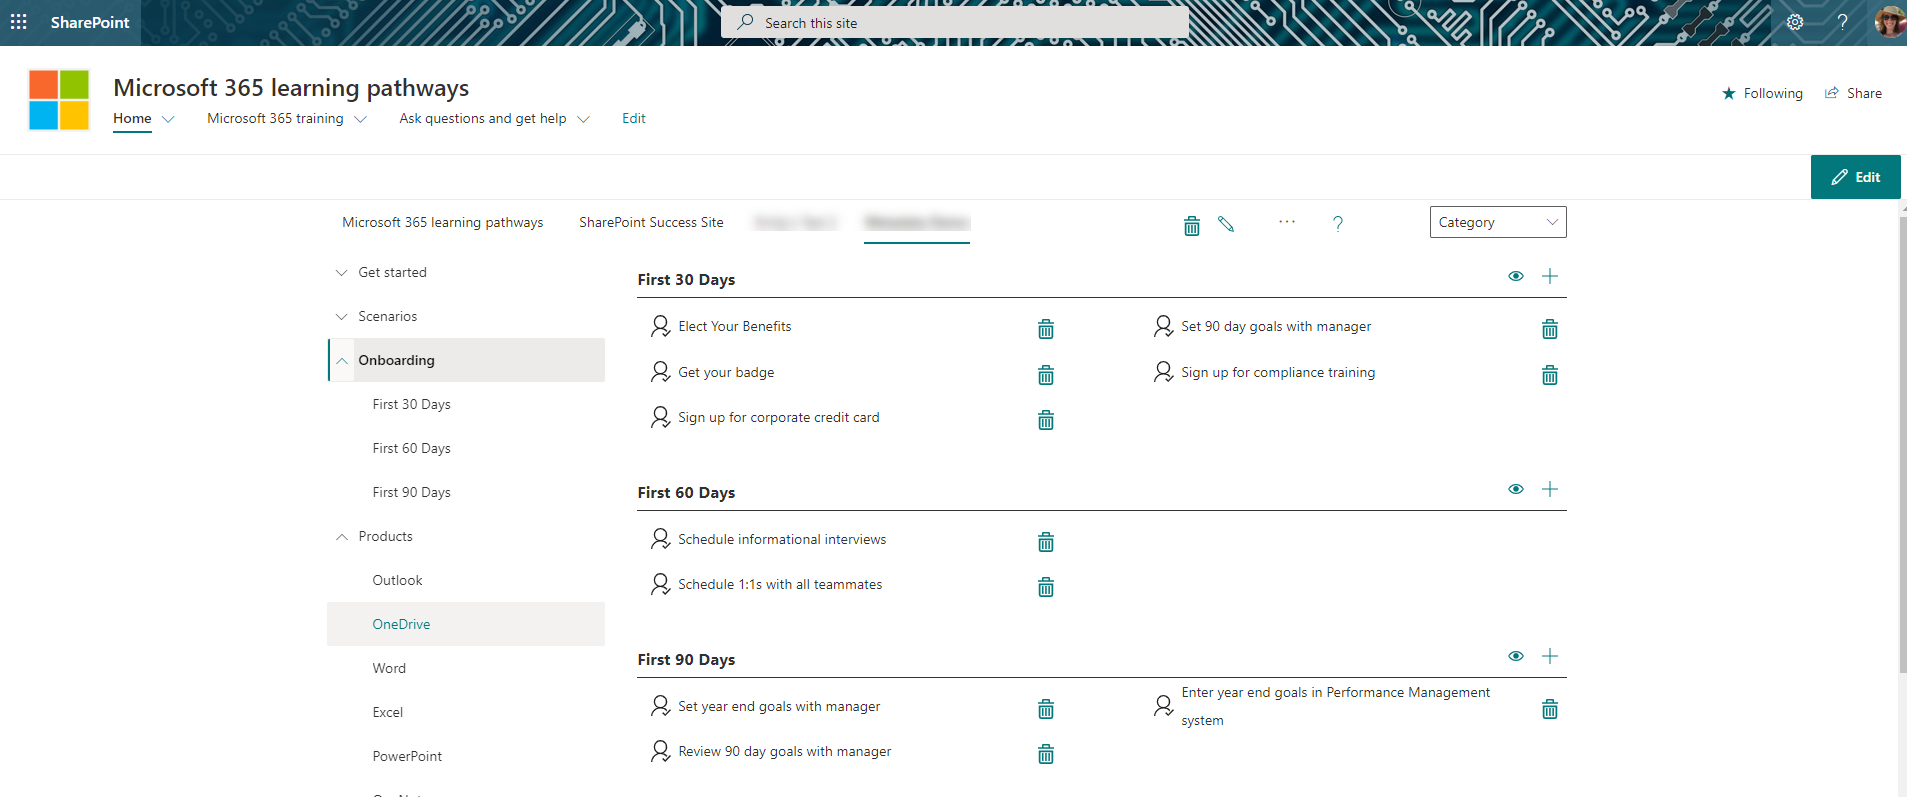 SharePoint
Search this site
?
Microsoft 365 learning pathways
Following
Share
Home
Microsoft 365 training
Ask questions and get help
Edit
Edit
Microsoft 365 learning pathways
SharePoint Success Site
...
?
Category
Get started
Scenarios
Onboarding
First 30 Days
First 60 Days
First 90 Days
Products
Outlook
OneDrive
Word
Excel
PowerPoint
First 30 Days
Elect Your Benefits
Set 90 day goals with manager
Get your badge
Sign up for compliance training
Sign up for corporate credit card
First 60 Days
Schedule informational interviews
Schedule 1:1s with all teammates
First 90 Days
Set year end goals with manager
Enter year end goals in Performance Management
system
Review 90 day goals with manager